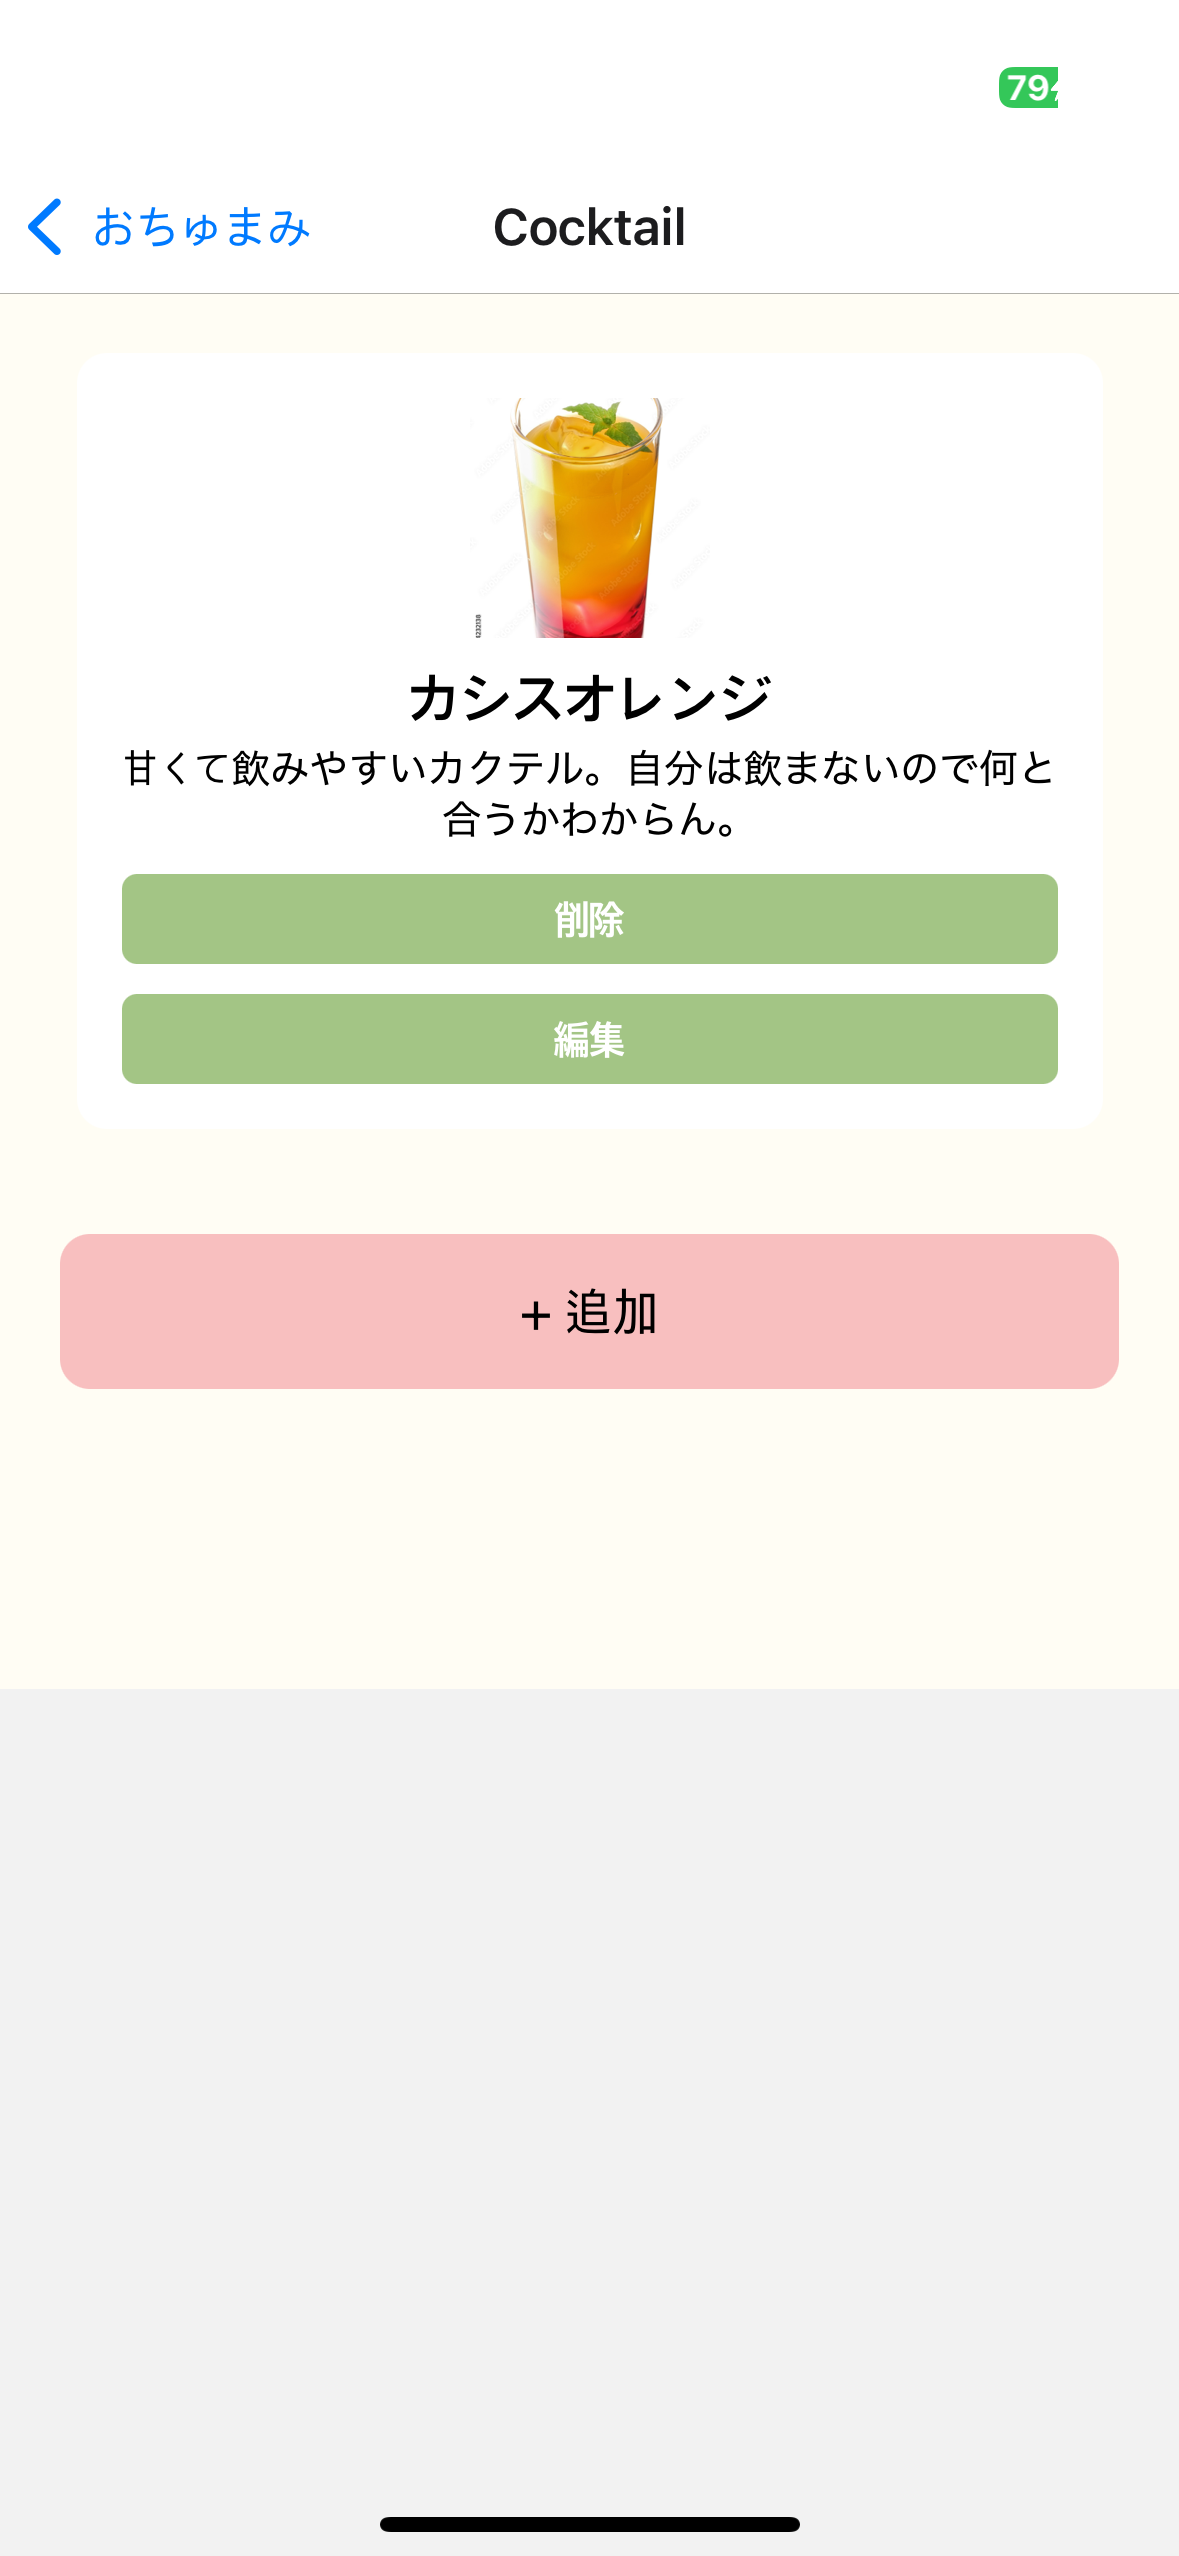 79
おちゅまみ
Cocktail
カシスオレンジ
甘くて飲みやすいカクテル。自分は飲まないので何と
合うかわからん。
削除
編集
+ 追加